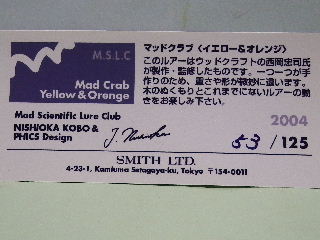 M.S.L.C
Mad Crab
Yellow & Orenge
マッドクラブ〈イエロー&オレンジ〉
このルアーはウッドクラフトの西岡宏司氏
が製作・監修したものです。一つ一つが手
作りのため、重さや形が微妙に違います。
木のぬくもりとこれまでにないルアーの動き
をお楽しみ下さい。
Mad Scientific Lure Club
NISHIOKA KOBO &
PHICS Design
2004
53/125
SMITH LTD.
4-23-1, Kamiuma Setagaya-ku, Tokyo 〒154-0011